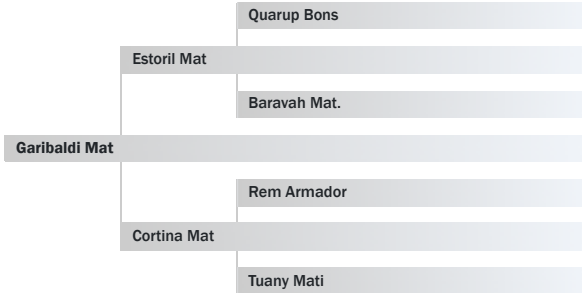 Quarup Bons
Estoril Mat
Baravah Mat.
Garibaldi Mat
Rem Armador
Cortina Mat
Tuany Mati